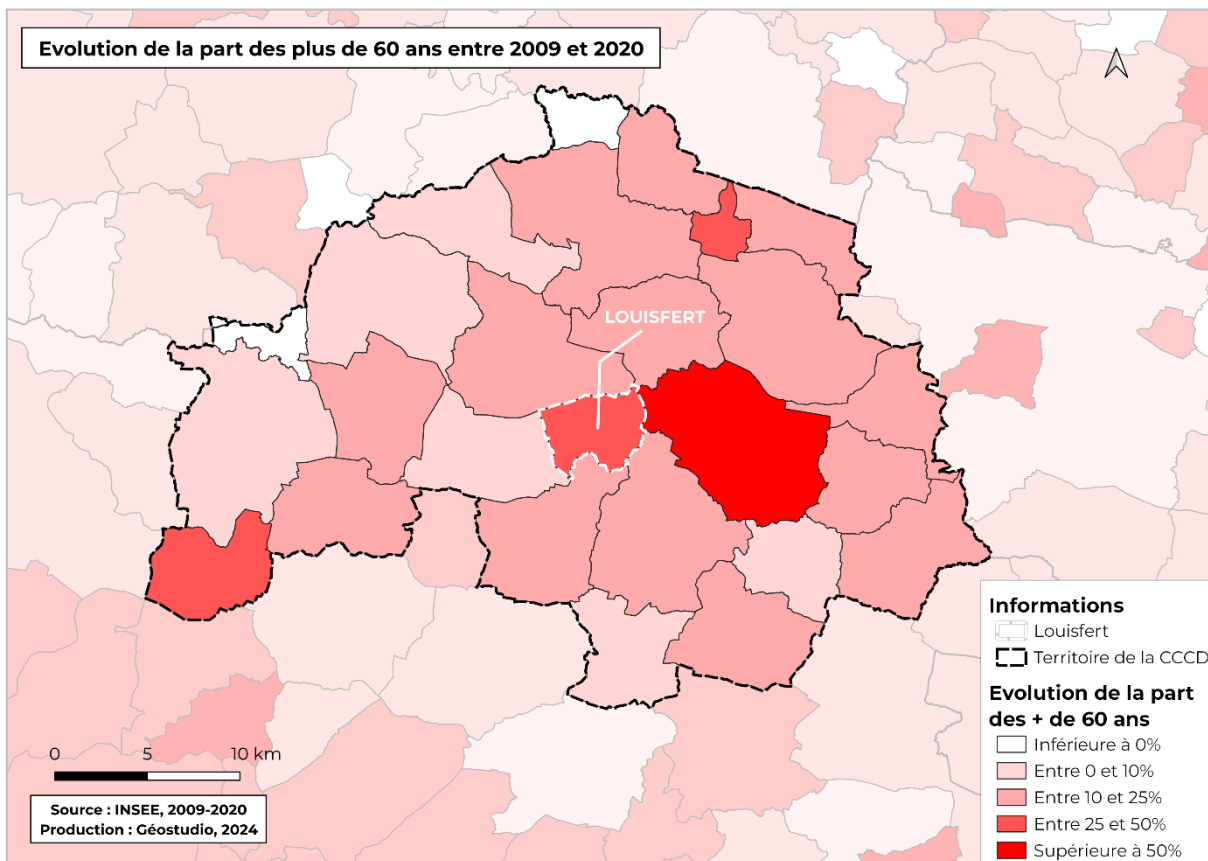 Evolution de la part des plus de 60 ans entre 2009 et 2020
LOUISFERT
0 5 10 km
Source : INSEE, 2009-2020
Production : Géostudio, 2024
Informations
Louisfert
Territoire de la CCCD
Evolution de la part
des + de 60 ans
Inférieure à 0%
Entre 0 et 10%
Entre 10 et 25%
Entre 25 et 50%
Supérieure à 50%